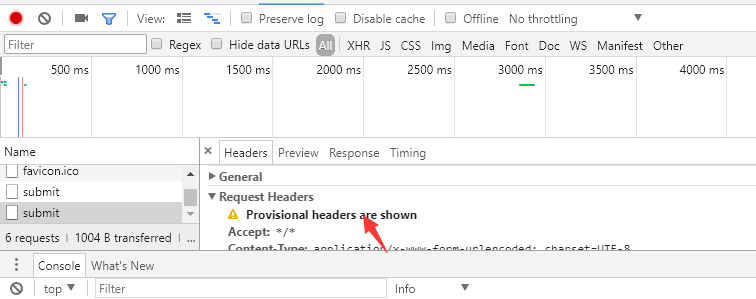 View: Preserve log Disable cache Offline No throttling
Filter Regex Hide data URLs All XHR JS CSS Img Media Font Doc WS Manifest Other
500 ms 1000 ms 1500 ms 2000 ms 2500 ms 3000 ms 3500 ms 4000 ms
Name
favicon.ico
submit
submit
6 requests 1004 B transferred ...
× Headers Preview Response Timing
General
Request Headers
Provisional headers are shown
Accept: */*
Content-Type: application/x-www-form-urlencoded; charset=UTF-8
Console What's New
top Filter Info